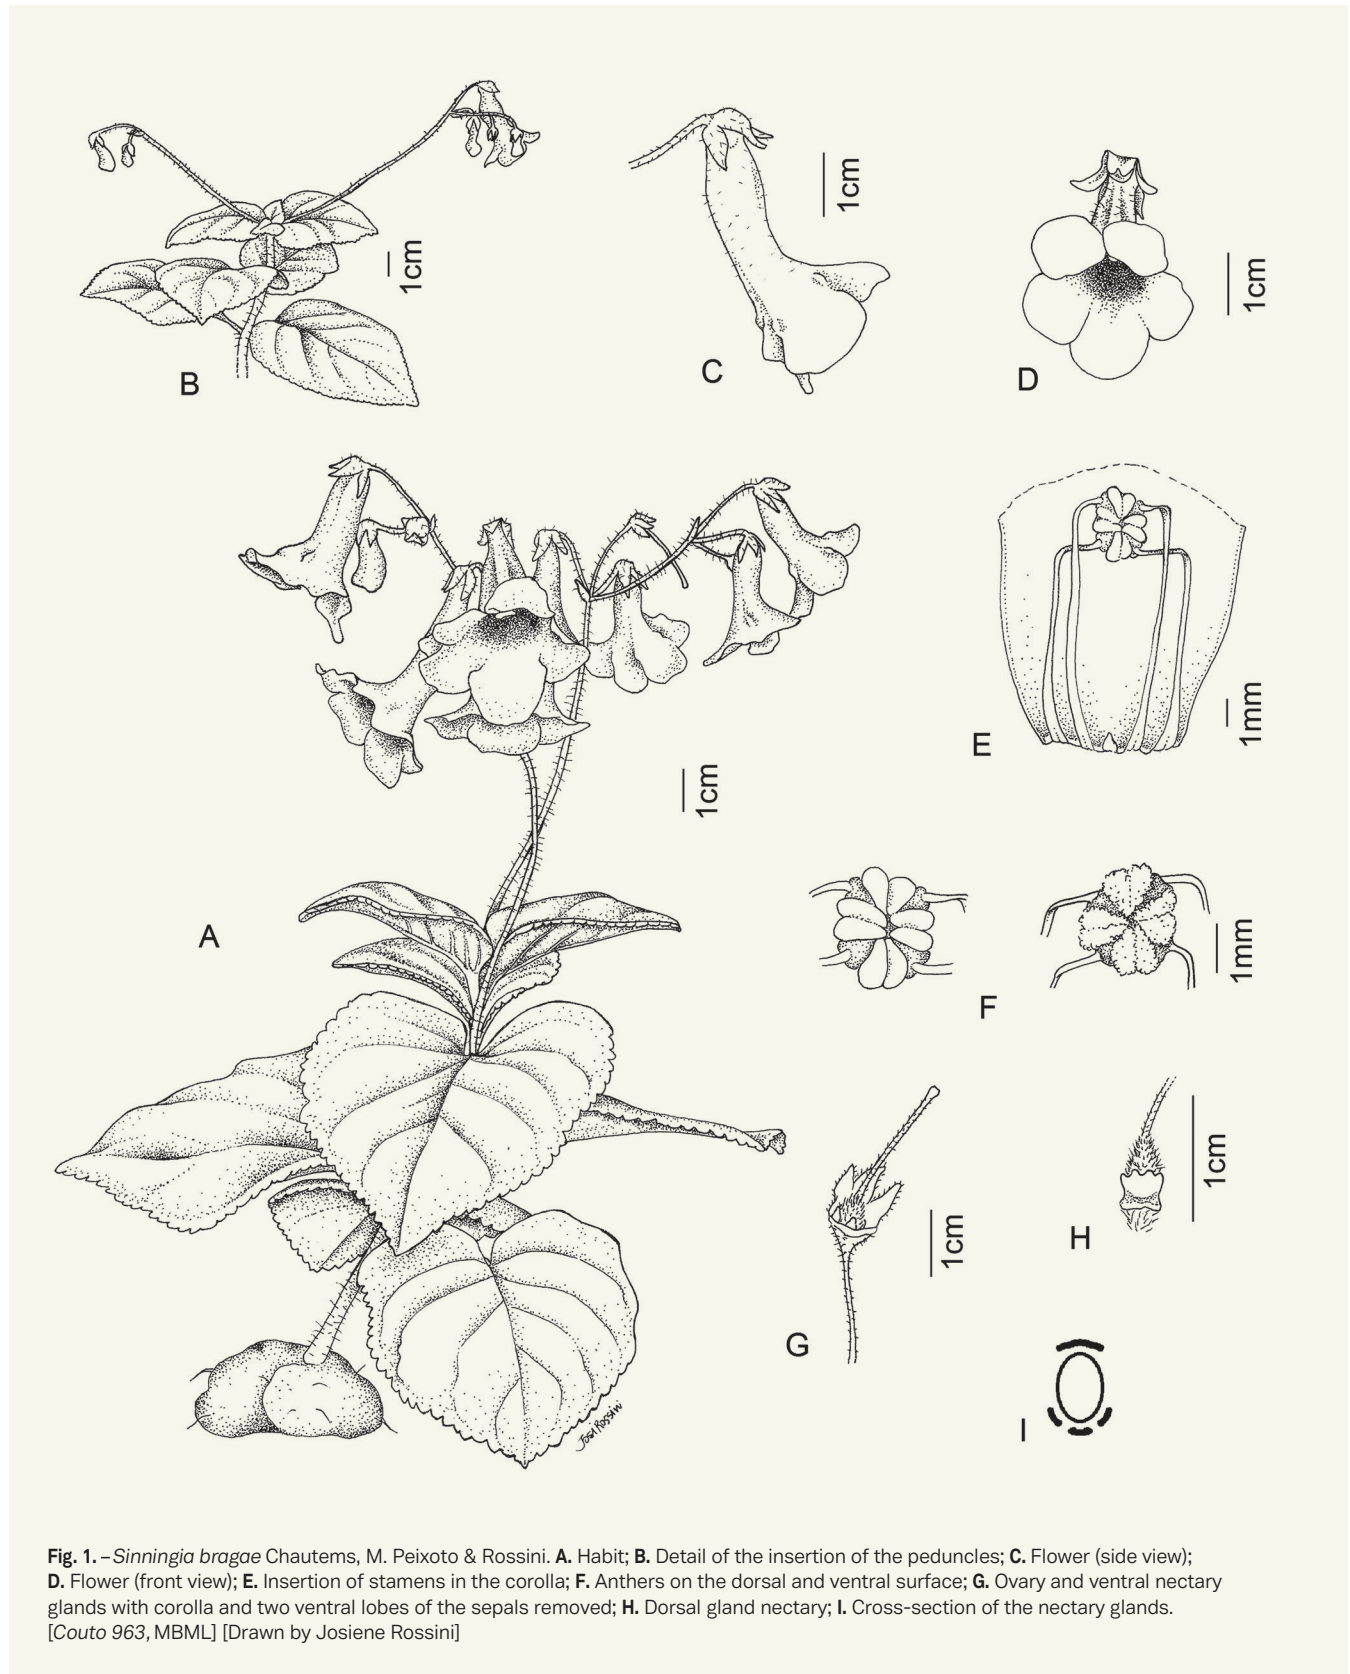 B
1cm
C
1cm
D
1cm
A
1cm
E
1mm
F
1mm
G
1cm
H
1cm
I
Josi Rossini
Fig. 1. – Sinningia bragae Chautems, M. Peixoto & Rossini. A. Habit; B. Detail of the insertion of the peduncles; C. Flower (side view);
D. Flower (front view); E. Insertion of stamens in the corolla; F. Anthers on the dorsal and ventral surface; G. Ovary and ventral nectary
glands with corolla and two ventral lobes of the sepals removed; H. Dorsal gland nectary; I. Cross-section of the nectary glands.
[Couto 963, MBML] [Drawn by Josiene Rossini]